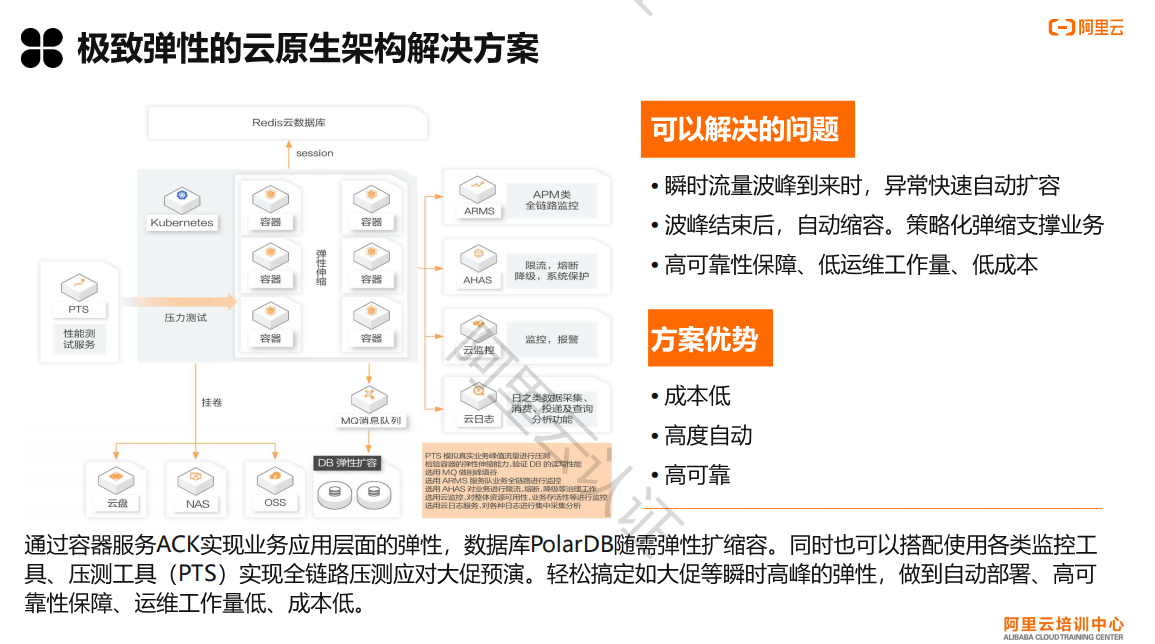 极致弹性的云原生架构解决方案
阿里云
Redis云数据库
session
Kubernetes
容器
容器
容器
容器
容器
容器
弹性伸缩
PTS
性能测
试服务
压力测试
ARMS
APM类
全链路监控
AHAS
限流，熔断
降级，系统保护
云监控
监控，报警
云日志
日之类数据采集、
消费、投递及查询
分析功能
挂卷
MQ消息队列
云盘
NAS
OSS
DB 弹性扩容
PTS 模拟真实业务峰值流量进行压测
检验容器的弹性伸缩能力,验证 DB 的读写性能
选用 MQ 做削峰填谷
选用 ARMS 服务队业务全链路进行监控
选用 AHAS 对业务进行限流,熔断,降级等治理工作
选用云监控,对整体资源可用性,业务存活性等进行监控
选用云日志服务,对各种日志进行集中采集分析
可以解决的问题
• 瞬时流量波峰到来时，异常快速自动扩容
• 波峰结束后，自动缩容。策略化弹缩支撑业务
• 高可靠性保障、低运维工作量、低成本
方案优势
• 成本低
• 高度自动
• 高可靠
通过容器服务ACK实现业务应用层面的弹性，数据库PolarDB随需弹性扩缩容。同时也可以搭配使用各类监控工
具、压测工具（PTS）实现全链路压测应对大促预演。轻松搞定如大促等瞬时高峰的弹性，做到自动部署、高可
靠性保障、运维工作量低、成本低。
阿里云认证
阿里云培训中心
ALIBABA CLOUD TRAINING CENTER